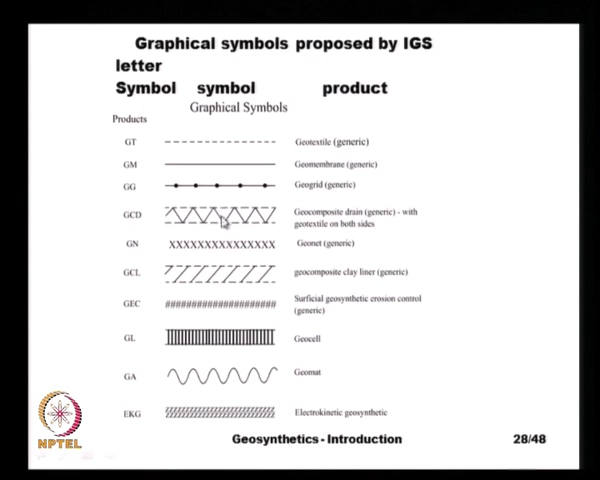 Graphical symbols proposed by IGS
letter
Symbol symbol product
Graphical Symbols
Products
GT Geotextile (generic)
GM Geomembrane (generic)
GG Geogrid (generic)
GCD Geocomposite drain (generic) - with
geotextile on both sides
GN XXXXXXXXXXXXXXX Geonet (generic)
GCL geocomposite clay liner (generic)
GEC ###################### Surficial geosynthetic erosion control
(generic)
GL Geocell
GA Geomat
EKG Electrokinetic geosynthetic
NPTEL
Geosynthetics - Introduction 28/48